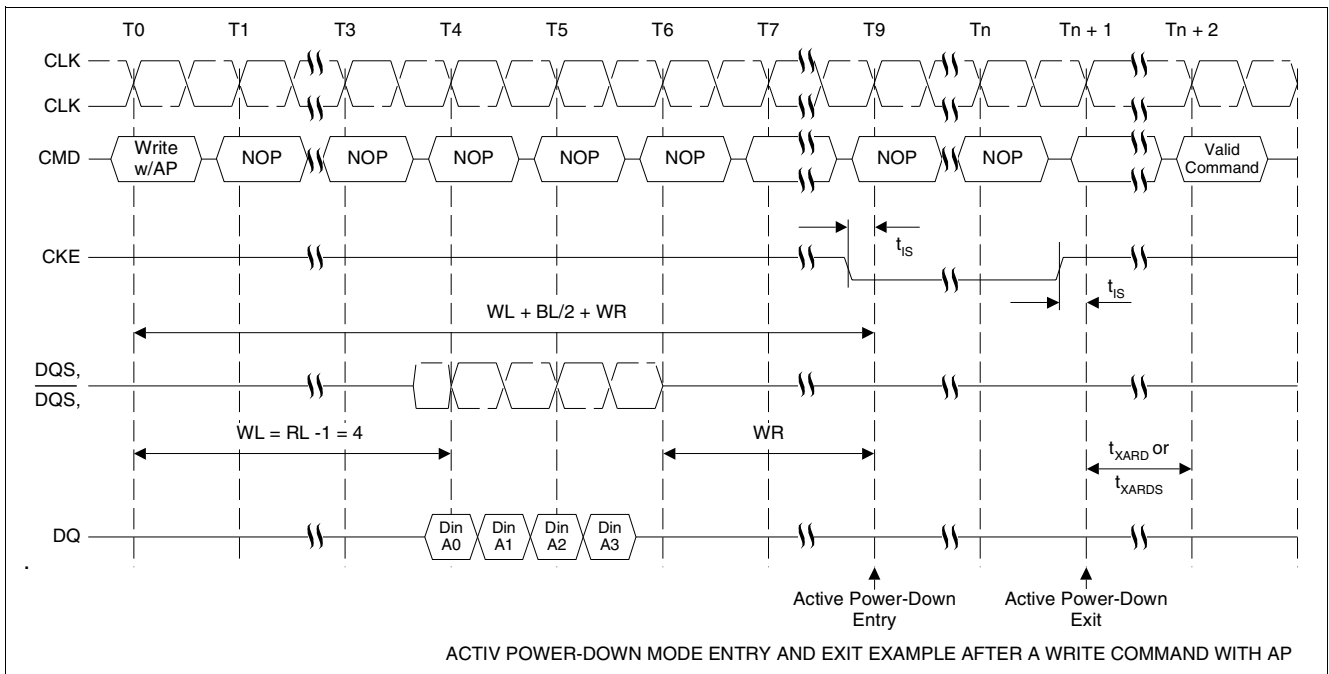 T0 T1 T3 T4 T5 T6 T7 T9 Tn Tn + 1 Tn + 2
CLK
CLK
CMD Write w/AP NOP NOP NOP NOP NOP NOP NOP Valid Command
tIS
CKE
tIS
WL + BL/2 + WR
DQS,
DQS,
WL = RL -1 = 4 WR
tXARD or
tXARDS
DQ Din A0 Din A1 Din A2 Din A3
.
Active Power-Down Entry Active Power-Down Exit
ACTIV POWER-DOWN MODE ENTRY AND EXIT EXAMPLE AFTER A WRITE COMMAND WITH AP